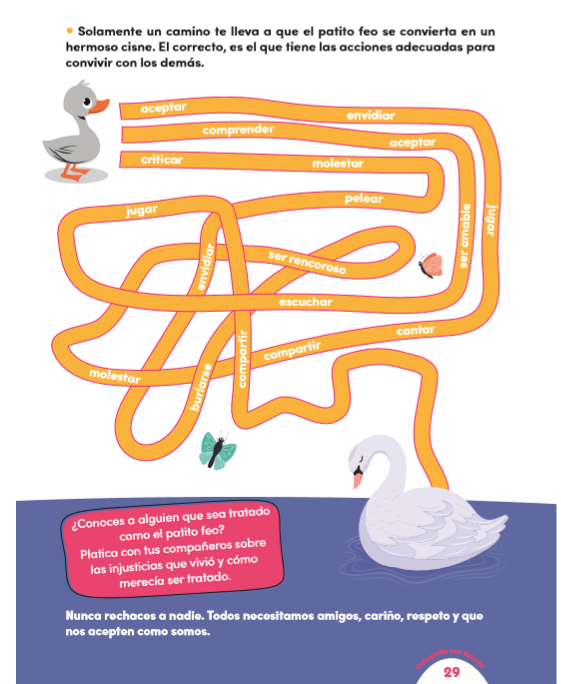 • Solamente un camino te lleva a que el patito feo se convierta en un
hermoso cisne. El correcto, es el que tiene las acciones adecuadas para
convivir con los demás.
aceptar
envidiar
comprender
aceptar
criticar
molestar
pelear
jugar
jugar
ser amable
envidiar
ser rencoroso
escuchar
cantar
compartir
compartir
molestar
burlarse
¿Conoces a alguien que sea tratado
como el patito feo?
Platica con tus compañeros sobre
las injusticias que vivió y cómo
merecía ser tratado.
Nunca rechaces a nadie. Todos necesitamos amigos, cariño, respeto y que
nos acepten como somos.
29